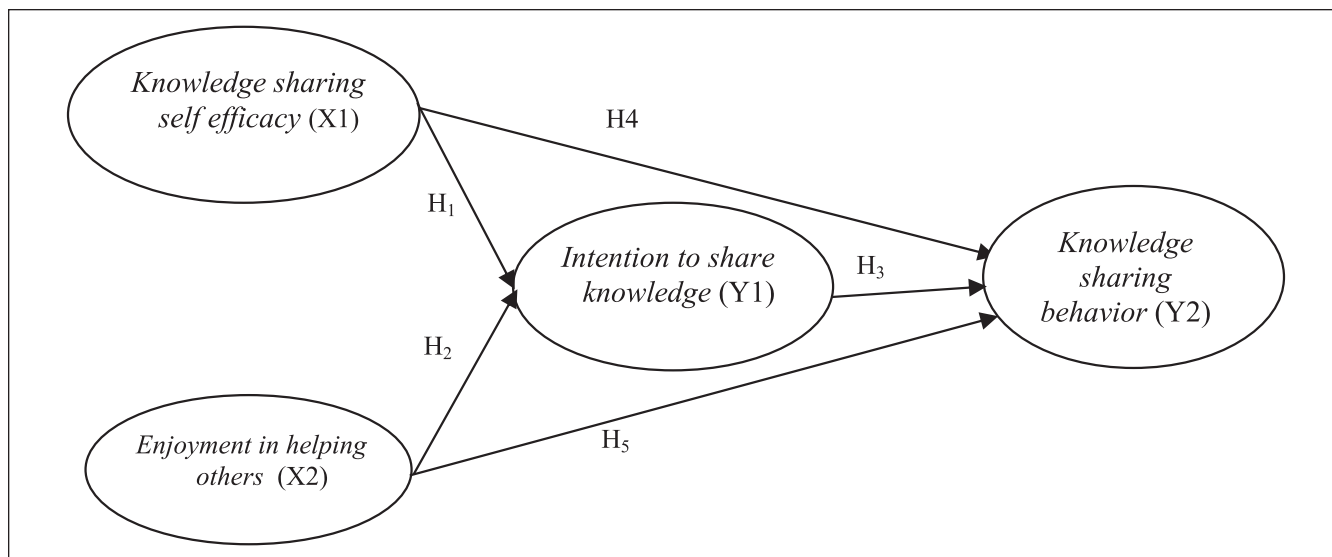 Knowledge sharing
self efficacy (X1)
H4
H₁
Intention to share
knowledge (Y1)
H₃
Knowledge
sharing
behavior (Y2)
H₂
Enjoyment in helping
others (X2)
H₅